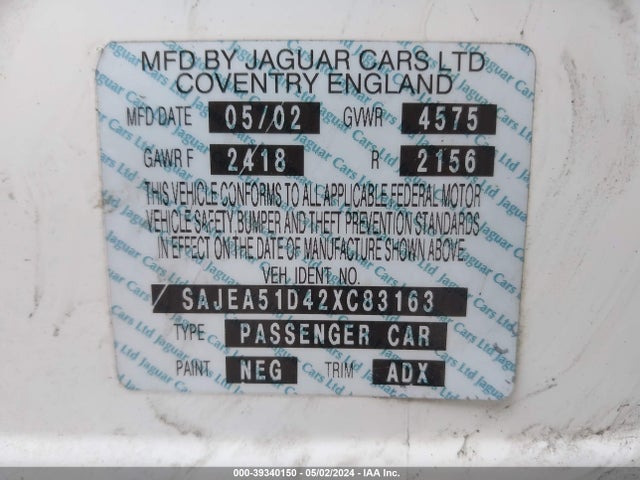 MFD BY JAGUAR CARS LTD
COVENTRY ENGLAND
MFD DATE 05/02 GVWR 4575
GAWR F 2418 R 2156
THIS VEHICLE CONFORMS TO ALL APPLICABLE FEDERAL MOTOR
VEHICLE SAFETY BUMPER AND THEFT PREVENTION STANDARDS
IN EFFECT ON THE DATE OF MANUFACTURE SHOWN ABOVE
VEH. IDENT NO.
SAJEA51D42XC83163
TYPE PASSENGER CAR
PAINT NEG TRIM ADX
000-39340150 - 05/02/2024 - IAA Inc.